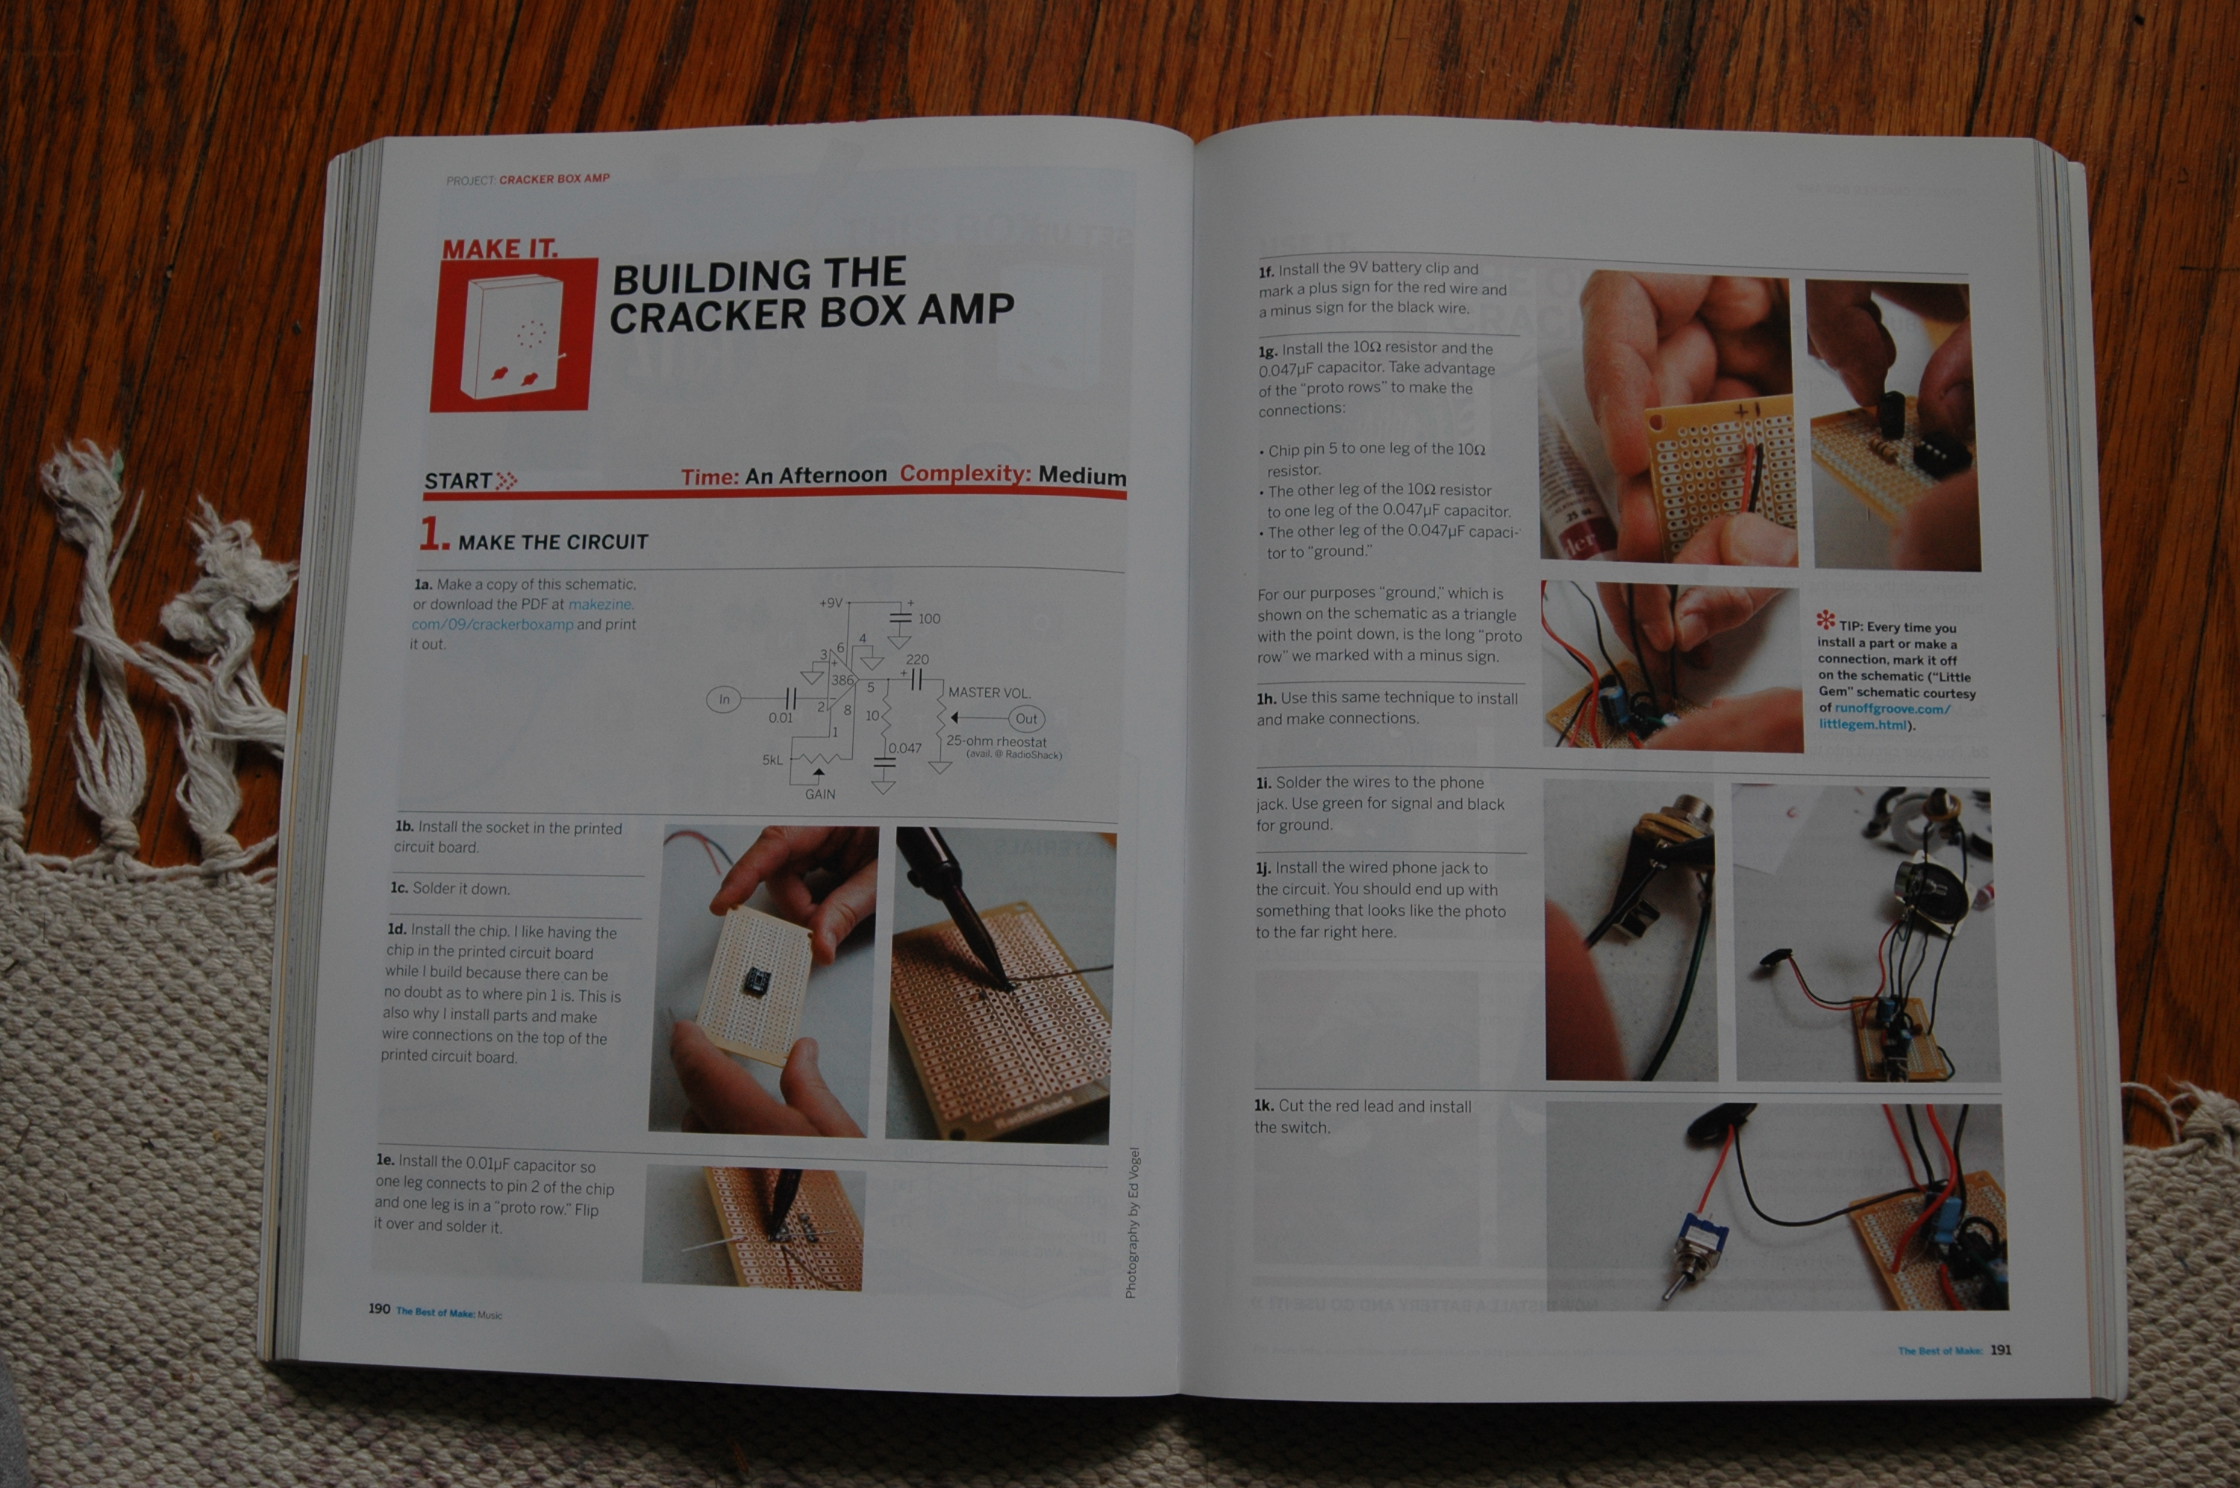 PROJECT: CRACKER BOX AMP
MAKE IT.
BUILDING THE
CRACKER BOX AMP
START
Time: An Afternoon Complexity: Medium
1. MAKE THE CIRCUIT
1a. Make a copy of this schematic,
or download the PDF at makezine.
com/09/crackerboxamp and print
it out.
+9V
+
100
3
+
6
4
386
-
2
5
220
+
MASTER VOL.
In
0.01
1
8
10
0.047
Out
25-ohm rheostat
(avail. @ RadioShack)
5kL
GAIN
1b. Install the socket in the printed
circuit board.
1c. Solder it down.
1d. Install the chip. I like having the
chip in the printed circuit board
while I build because there can be
no doubt as to where pin 1 is. This is
also why I install parts and make
wire connections on the top of the
printed circuit board.
1e. Install the 0.01µF capacitor so
one leg connects to pin 2 of the chip
and one leg is in a “proto row.” Flip
it over and solder it.
Photography by Ed Vogel
190 The Best of Make: Music
1f. Install the 9V battery clip and
mark a plus sign for the red wire and
a minus sign for the black wire.
1g. Install the 10Ω resistor and the
0.047µF capacitor. Take advantage
of the “proto rows” to make the
connections:
• Chip pin 5 to one leg of the 10Ω
resistor.
• The other leg of the 10Ω resistor
to one leg of the 0.047µF capacitor.
• The other leg of the 0.047µF capaci-
tor to “ground.”
For our purposes “ground,” which is
shown on the schematic as a triangle
with the point down, is the long “proto
row” we marked with a minus sign.
1h. Use this same technique to install
and make connections.
+ -
TIP: Every time you
install a part or make a
connection, mark it off
on the schematic (“Little
Gem” schematic courtesy
of runoffgroove.com/
littlegem.html).
1i. Solder the wires to the phone
jack. Use green for signal and black
for ground.
1j. Install the wired phone jack to
the circuit. You should end up with
something that looks like the photo
to the far right here.
1k. Cut the red lead and install
the switch.
The Best of Make: 191